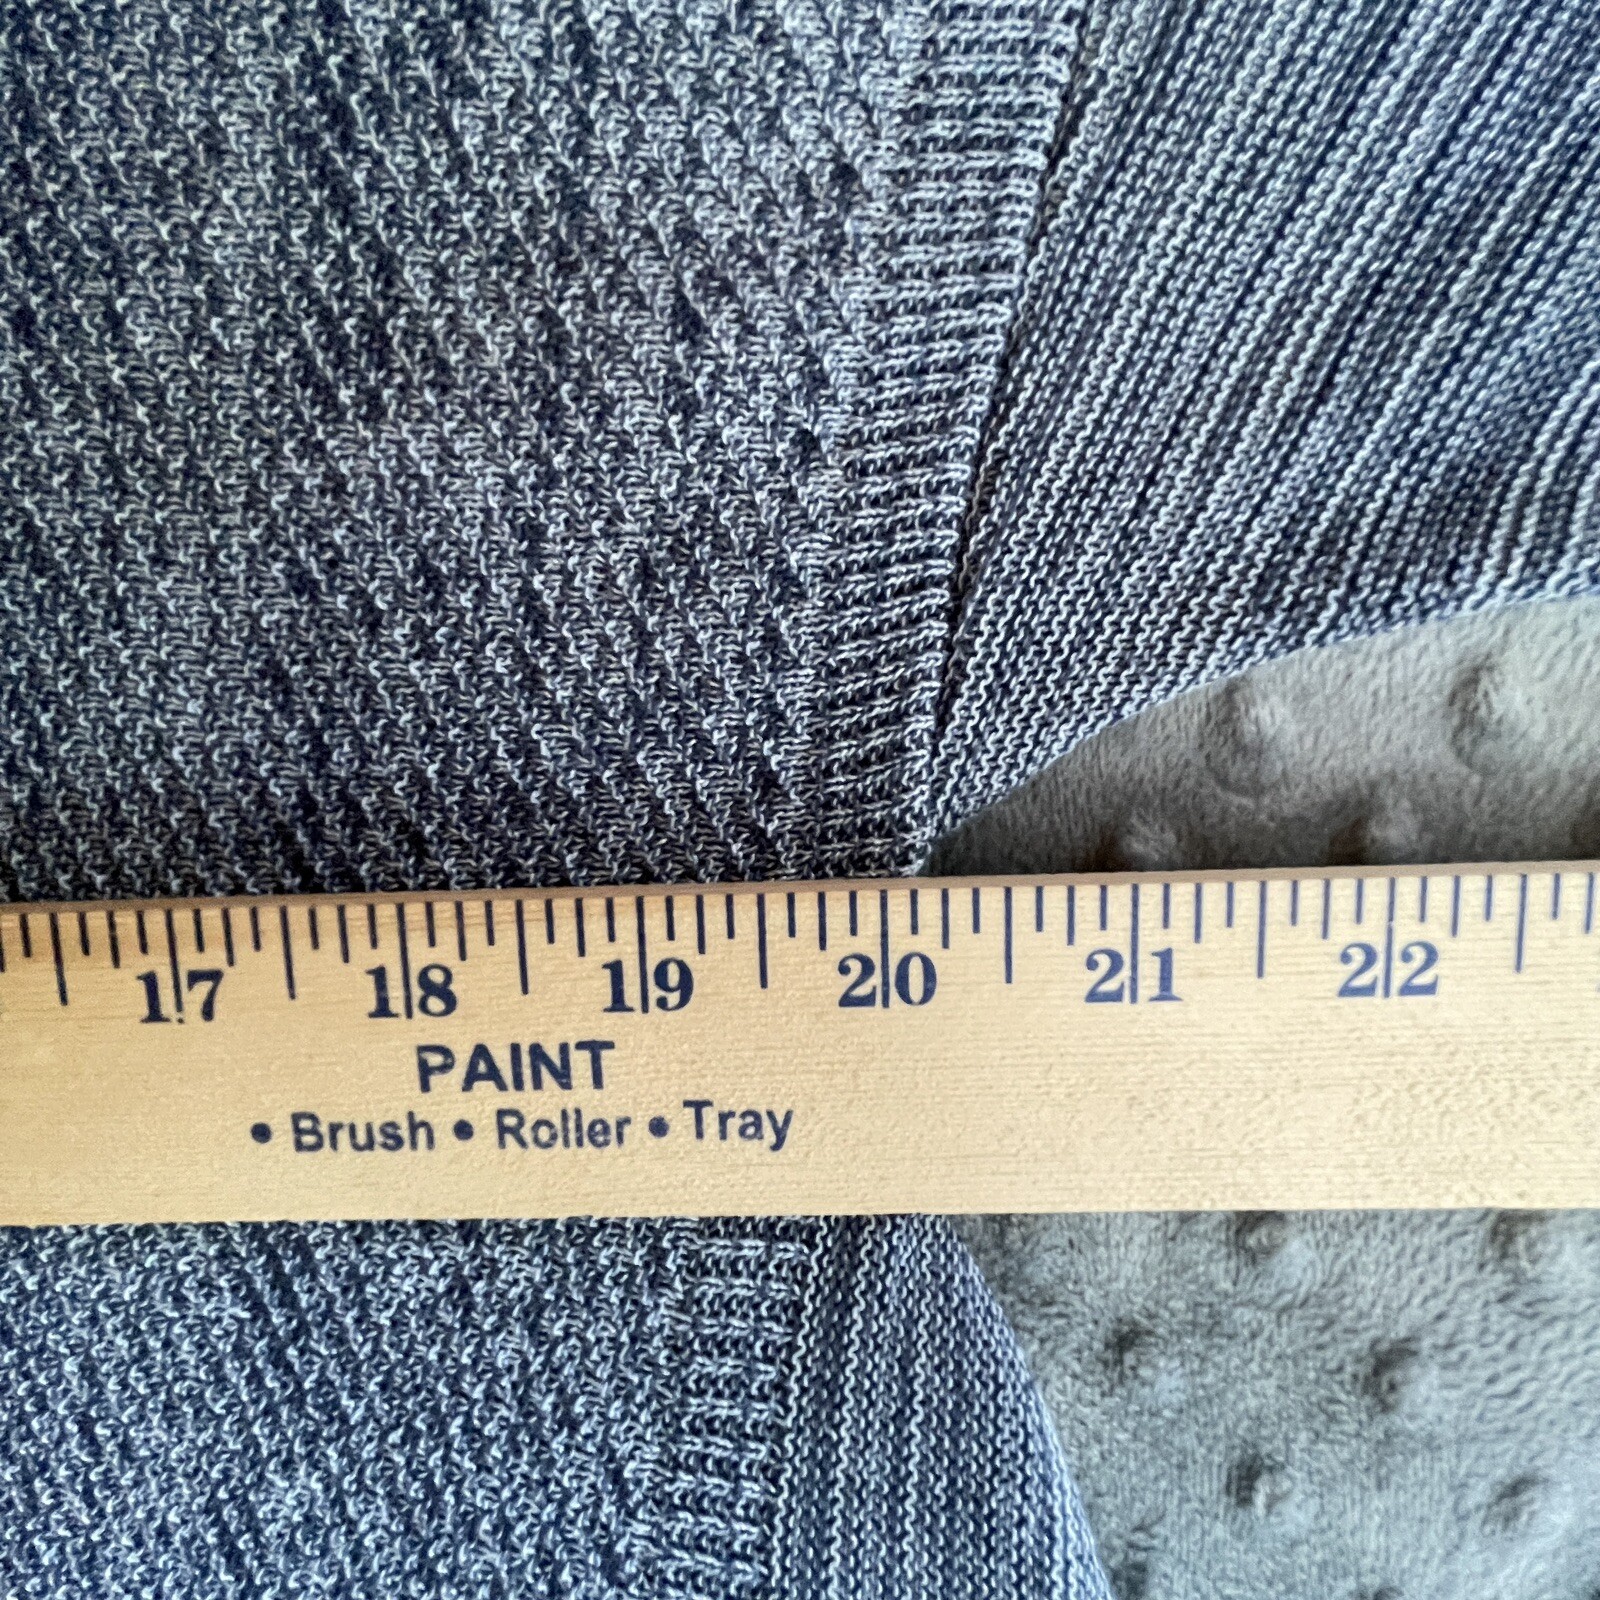 17 18 19 20 21 22
PAINT
• Brush • Roller • Tray